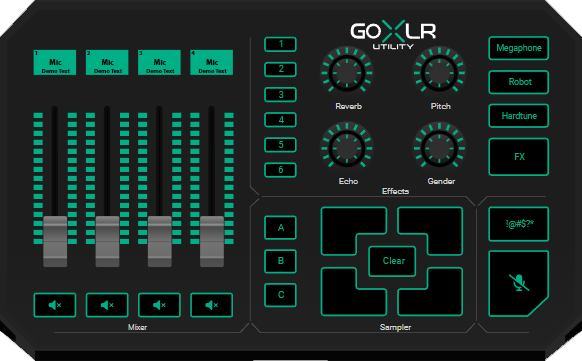 1
Mic
Demo Text
2
Mic
Demo Text
3
Mic
Demo Text
4
Mic
Demo Text
Mixer
1
2
3
4
5
6
GOXLR
UTILITY
Reverb
Pitch
Echo
Gender
Effects
Megaphone
Robot
Hardtune
FX
A
B
C
Clear
Sampler
!@#$?*